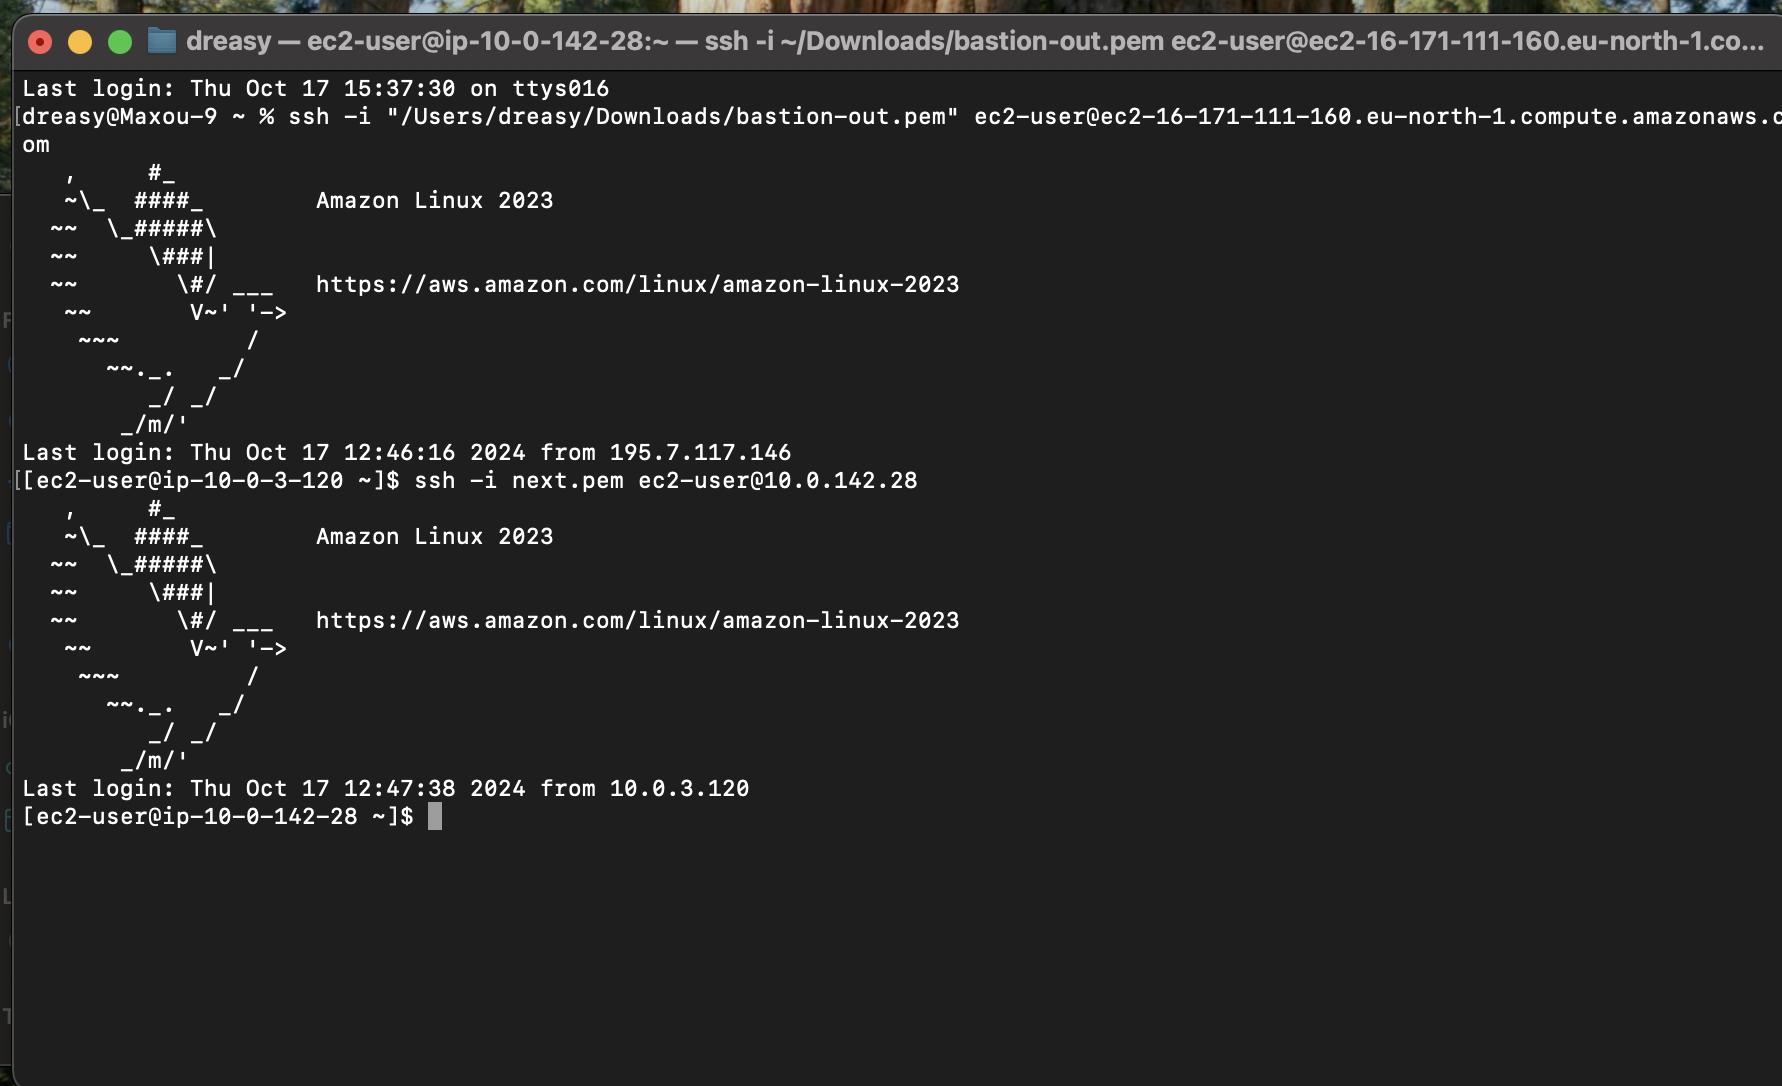 dreasy — ec2-user@ip-10-0-142-28:~ — ssh -i ~/Downloads/bastion-out.pem ec2-user@ec2-16-171-111-160.eu-north-1.co...
Last login: Thu Oct 17 15:37:30 on ttys016
[dreasy@Maxou-9 ~ % ssh -i "/Users/dreasy/Downloads/bastion-out.pem" ec2-user@ec2-16-171-111-160.eu-north-1.compute.amazonaws.c
om
   ,     #_
   ~\_  ####_        Amazon Linux 2023
  ~~  \_#####\
  ~~     \###|
  ~~       \#/ ___   https://aws.amazon.com/linux/amazon-linux-2023
   ~~       V~' '->
    ~~~         /
      ~~._.   _/
         _/ _/
       _/m/'
Last login: Thu Oct 17 12:46:16 2024 from 195.7.117.146
[[ec2-user@ip-10-0-3-120 ~]$ ssh -i next.pem ec2-user@10.0.142.28
   ,     #_
   ~\_  ####_        Amazon Linux 2023
  ~~  \_#####\
  ~~     \###|
  ~~       \#/ ___   https://aws.amazon.com/linux/amazon-linux-2023
   ~~       V~' '->
    ~~~         /
      ~~._.   _/
         _/ _/
       _/m/'
Last login: Thu Oct 17 12:47:38 2024 from 10.0.3.120
[ec2-user@ip-10-0-142-28 ~]$